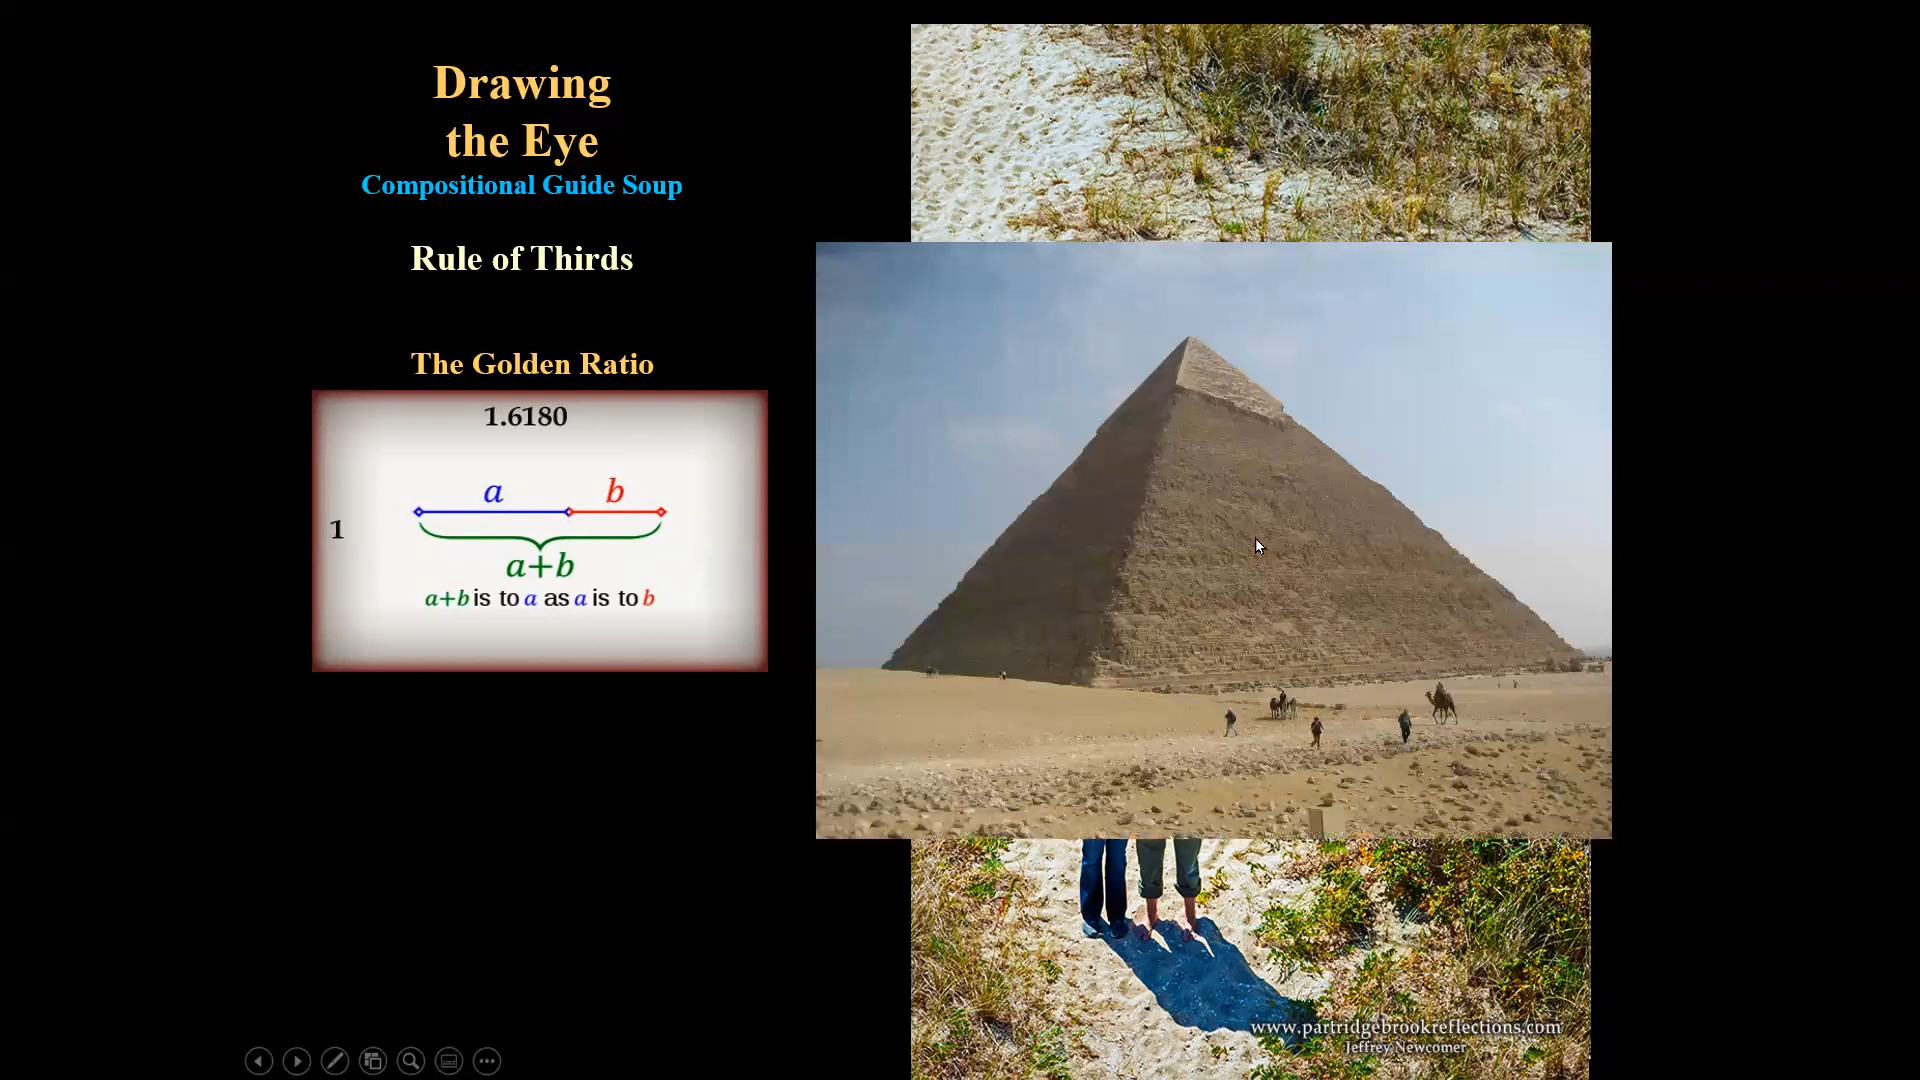 Drawing
the Eye
Compositional Guide Soup
Rule of Thirds
The Golden Ratio
1.6180
a b
1
a+b
a+b is to a as a is to b
www.partridgebrookreflections.com
Jeffrey Newcomer